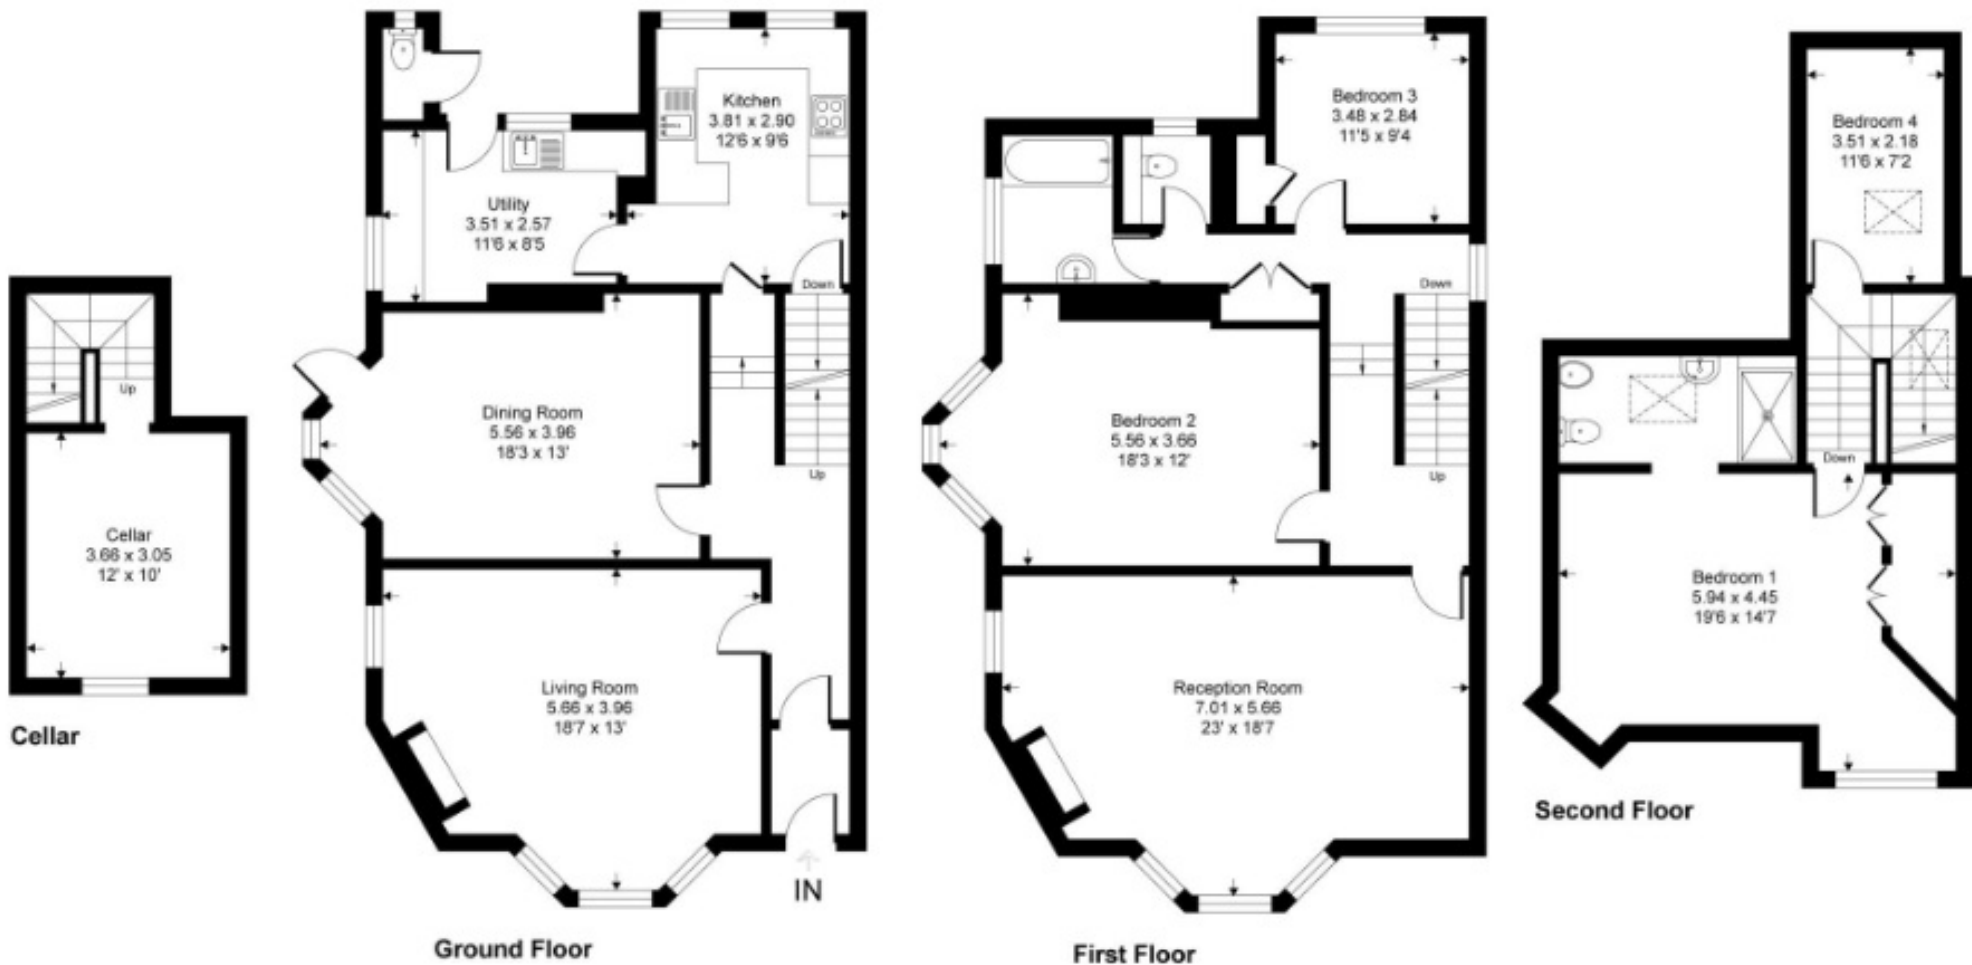 Cellar
3.66 x 3.05
12' x 10'
Up
Cellar
Kitchen
3.81 x 2.90
12'6 x 9'6
Utility
3.51 x 2.57
11'6 x 8'5
Down
Dining Room
5.56 x 3.96
18'3 x 13'
Up
Living Room
5.66 x 3.96
18'7 x 13'
IN
Ground Floor
Bedroom 3
3.48 x 2.84
11'5 x 9'4
Down
Bedroom 2
5.56 x 3.66
18'3 x 12'
Up
Reception Room
7.01 x 5.66
23' x 18'7
First Floor
Bedroom 4
3.51 x 2.18
11'6 x 7'2
Down
Bedroom 1
5.94 x 4.45
19'6 x 14'7
Second Floor